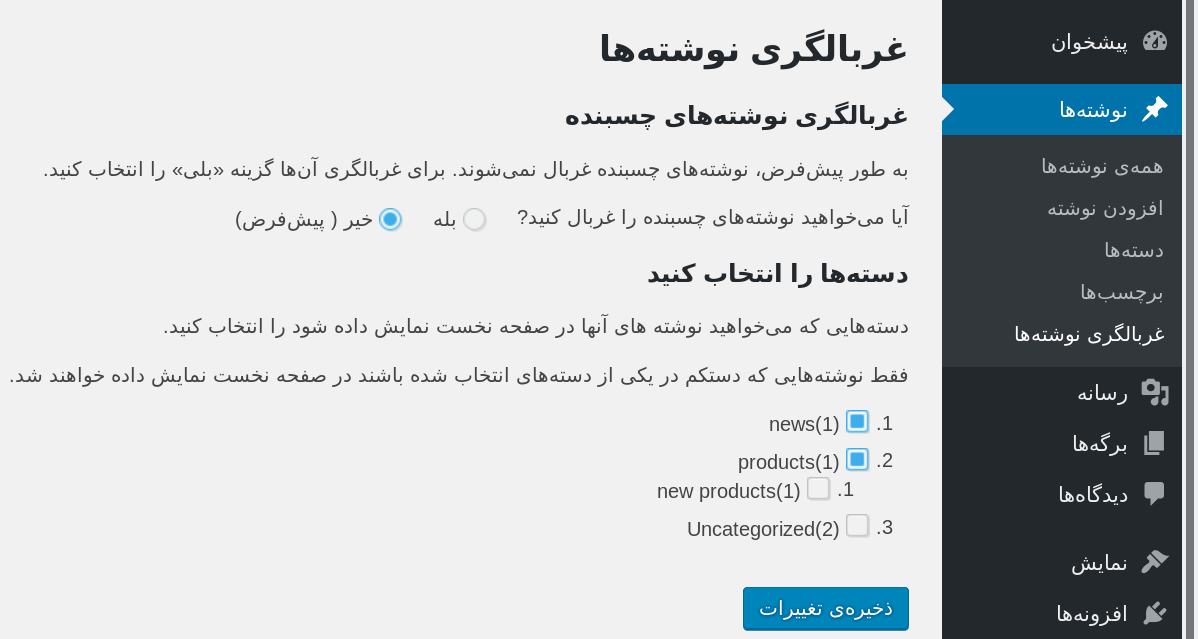 پیشخوان
نوشته‌ها
همه‌ی نوشته‌ها
افزودن نوشته
دسته‌ها
برچسب‌ها
غربالگری نوشته‌ها
رسانه
برگه‌ها
دیدگاه‌ها
نمایش
افزونه‌ها
غربالگری نوشته‌ها
غربالگری نوشته‌های چسبنده
به طور پیش‌فرض، نوشته‌های چسبنده غربال نمی‌شوند. برای غربالگری آن‌ها گزینه «بلی» را انتخاب کنید.
آیا می‌خواهید نوشته‌های چسبنده را غربال کنید? بله خیر ( پیش‌فرض)
دسته‌ها را انتخاب کنید
دسته‌هایی که می‌خواهید نوشته های آنها در صفحه نخست نمایش داده شود را انتخاب کنید.
فقط نوشته‌هایی که دستکم در یکی از دسته‌های انتخاب شده باشند در صفحه نخست نمایش داده خواهند شد.
1. news(1)
2. products(1)
1. new products(1)
3. Uncategorized(2)
ذخیره‌ی تغییرات